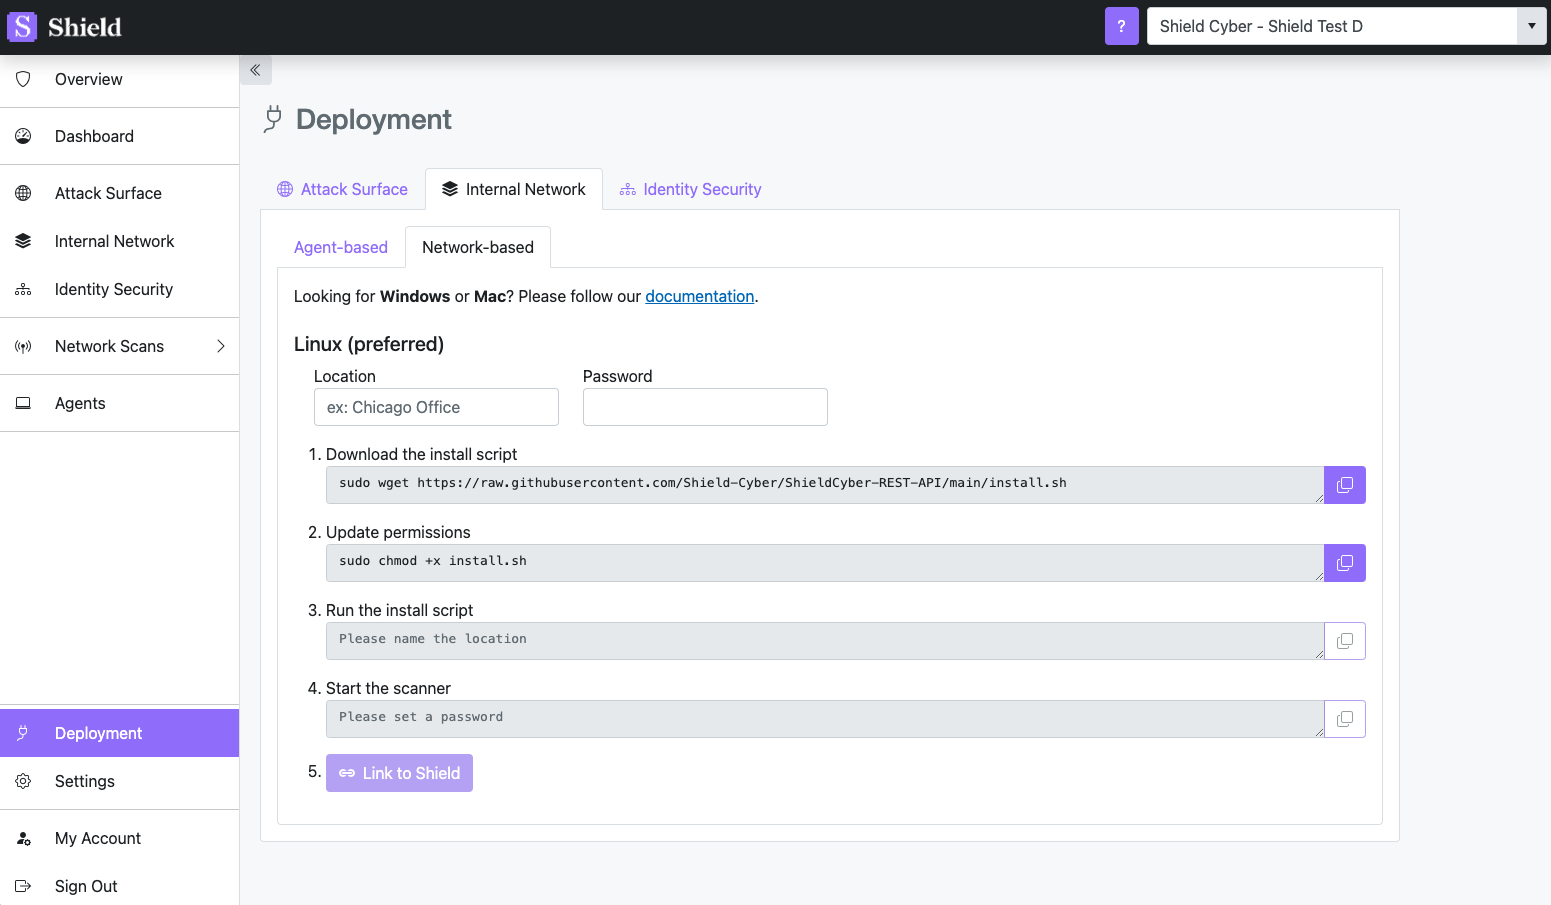 S Shield
?
Shield Cyber - Shield Test D
Overview
Dashboard
Attack Surface
Internal Network
Identity Security
Network Scans
Agents
Deployment
Settings
My Account
Sign Out
Deployment
Attack Surface
Internal Network
Identity Security
Agent-based
Network-based
Looking for Windows or Mac? Please follow our documentation.
Linux (preferred)
Location
Password
ex: Chicago Office
1. Download the install script
sudo wget https://raw.githubusercontent.com/Shield-Cyber/ShieldCyber-REST-API/main/install.sh
2. Update permissions
sudo chmod +x install.sh
3. Run the install script
Please name the location
4. Start the scanner
Please set a password
5. Link to Shield